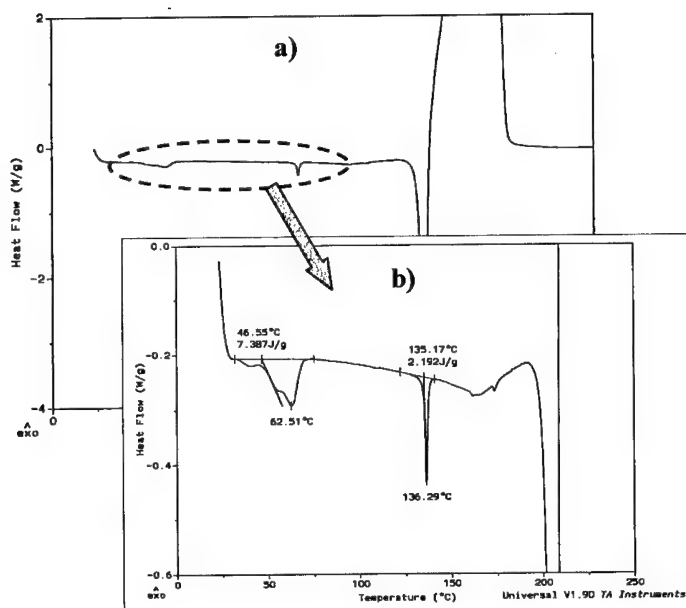 a)
2
0
-2
-4
Heat Flow (W/g)
^
exo
0
b)
0.0
-0.2
-0.4
-0.6
Heat Flow (W/g)
46.55°C
7.387J/g
62.51°C
135.17°C
2.192J/g
136.29°C
^
exo
0
50
100
150
200
250
Temperature (°C)
Universal V1.9D TA Instruments